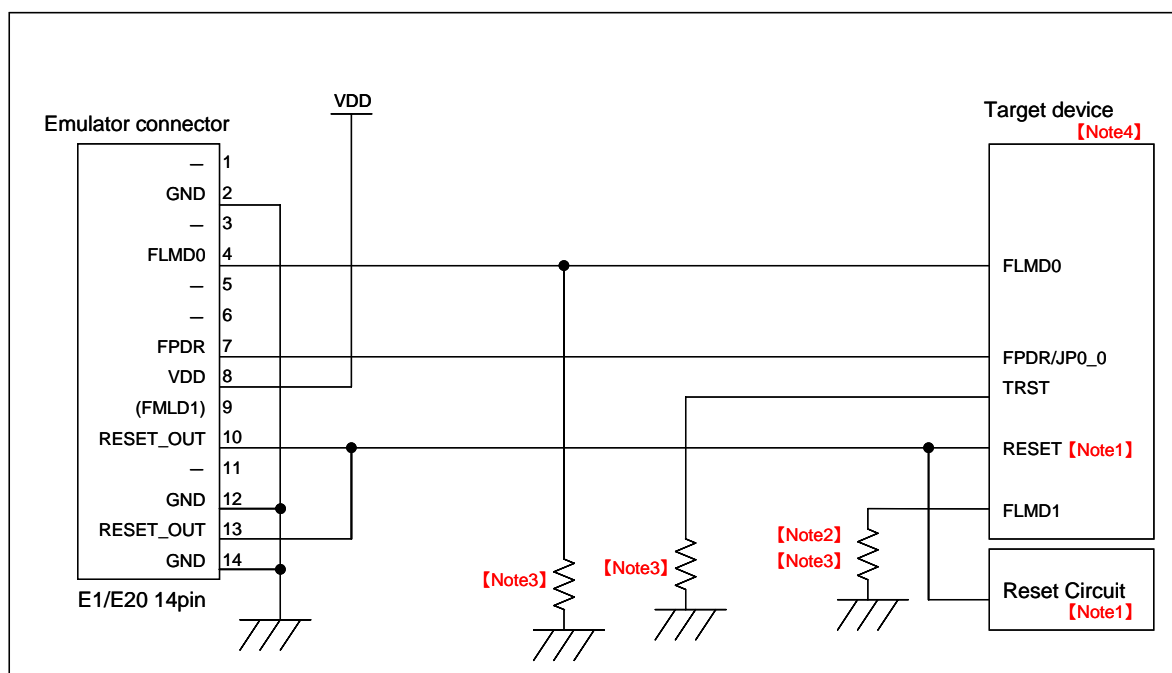 VDD
Emulator connector
Target device
【Note4】
– 1
GND 2
– 3
FLMD0 4
– 5
– 6
FPDR 7
VDD 8
(FMLD1) 9
RESET_OUT 10
– 11
GND 12
RESET_OUT 13
GND 14
E1/E20 14pin
FLMD0
FPDR/JP0_0
TRST
RESET【Note1】
FLMD1
【Note3】
【Note3】
【Note2】
【Note3】
Reset Circuit
【Note1】